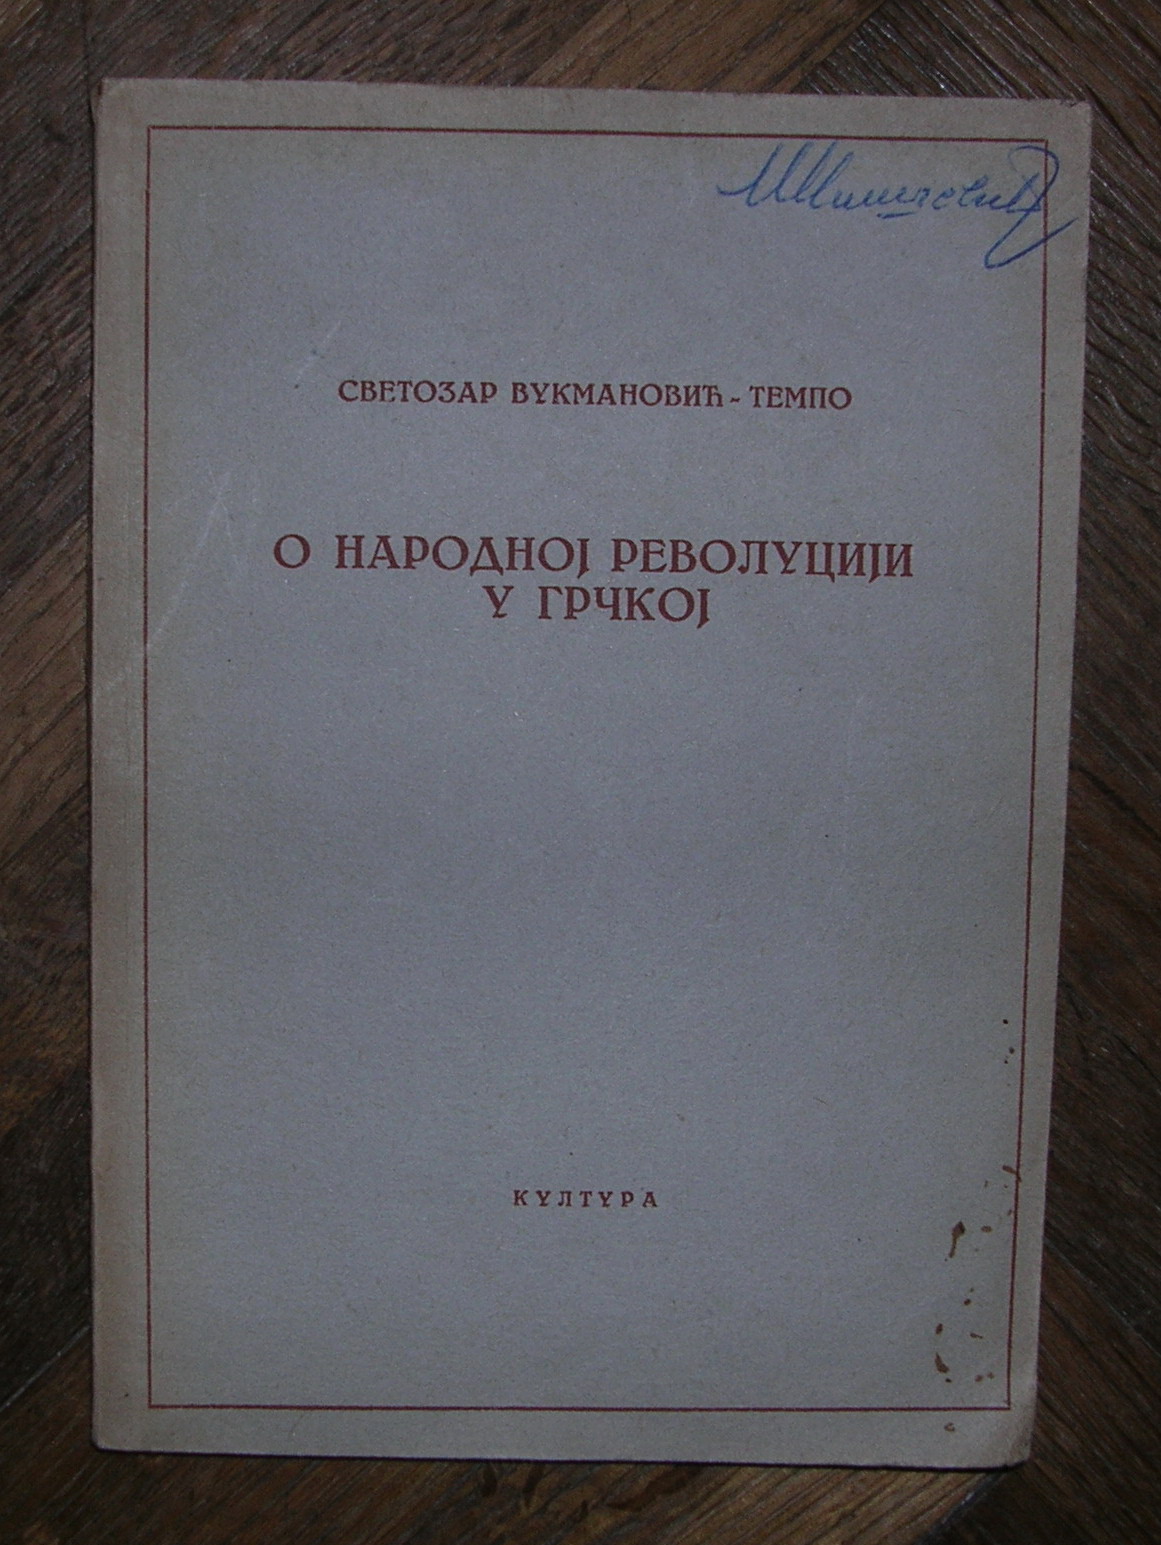 СВЕТОЗАР ВУКМАНОВИЋ - ТЕМПО
О НАРОДНОЈ РЕВОЛУЦИЈИ
У ГРЧКОЈ
КУЛТУРА